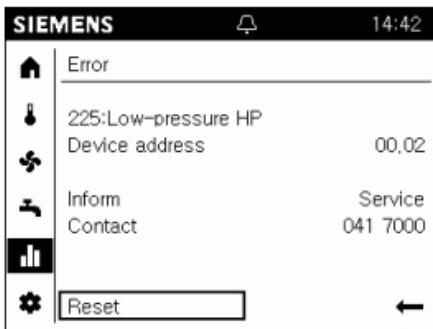 SIEMENS 14:42
Error
225:Low-pressure HP
Device address 00.02
Inform Service
Contact 041 7000
Reset